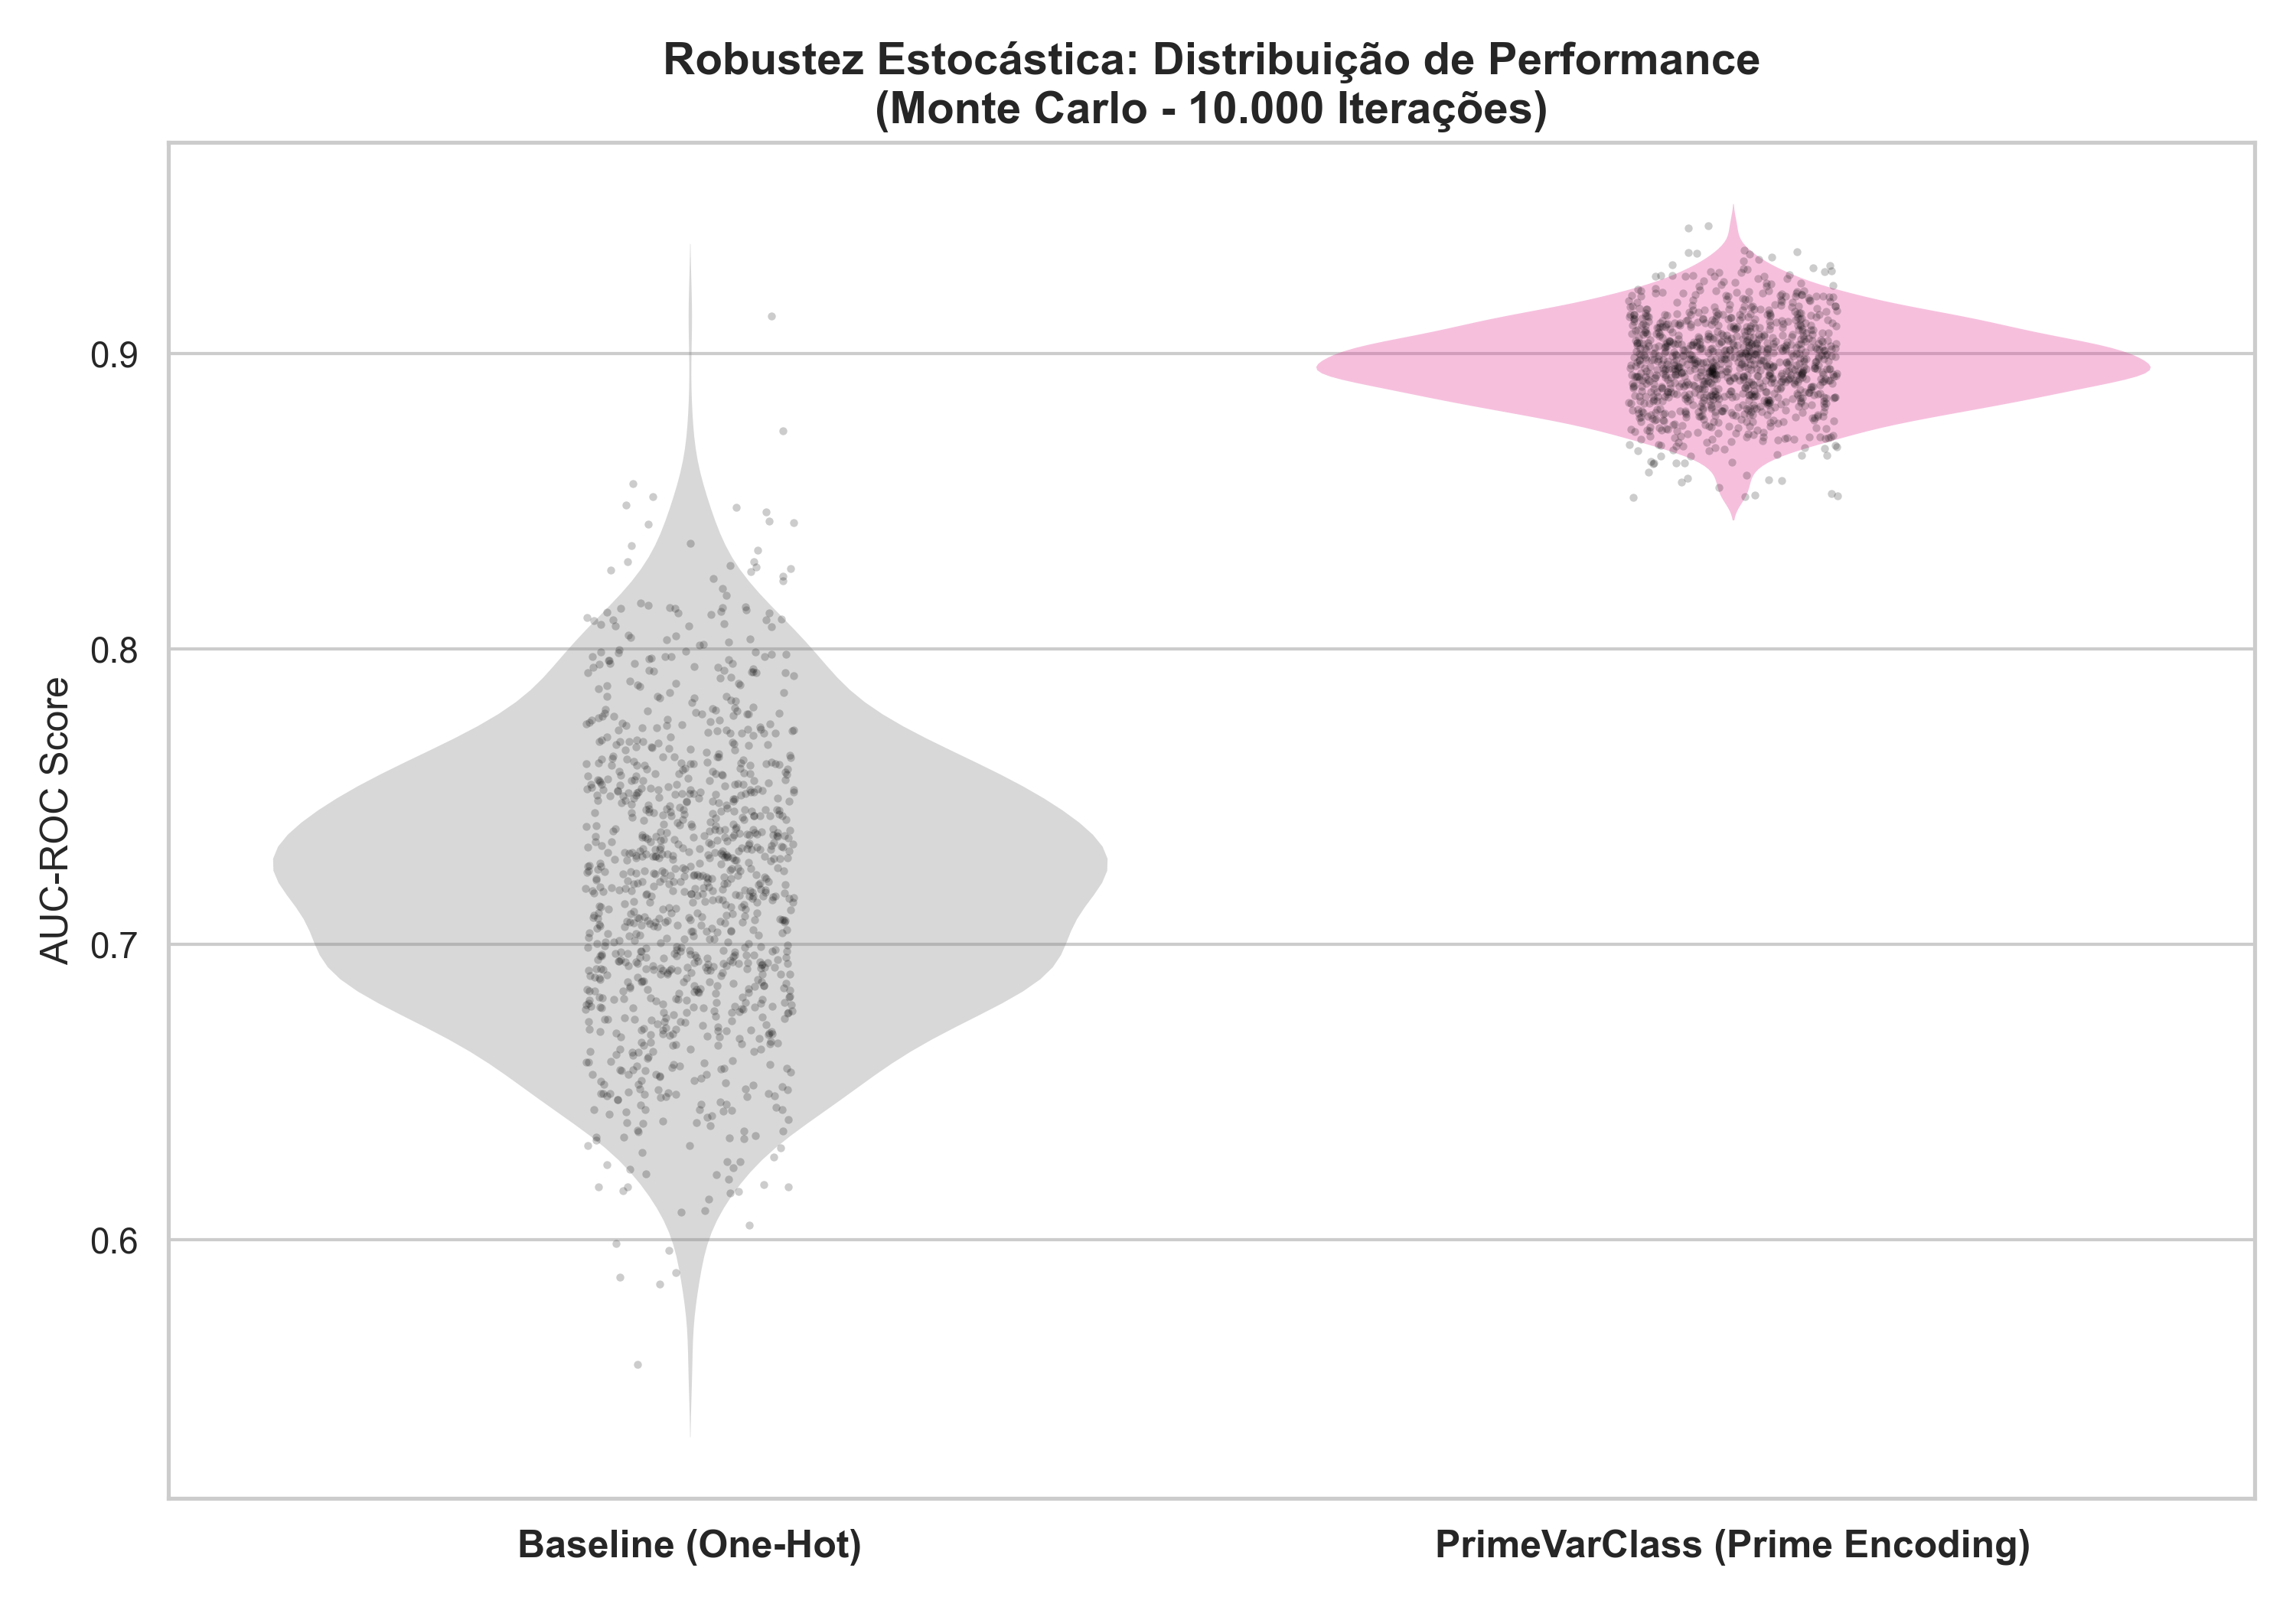 Robustez Estocástica: Distribuição de Performance
(Monte Carlo - 10.000 Iterações)
AUC-ROC Score
0.9
0.8
0.7
0.6
Baseline (One-Hot)
PrimeVarClass (Prime Encoding)